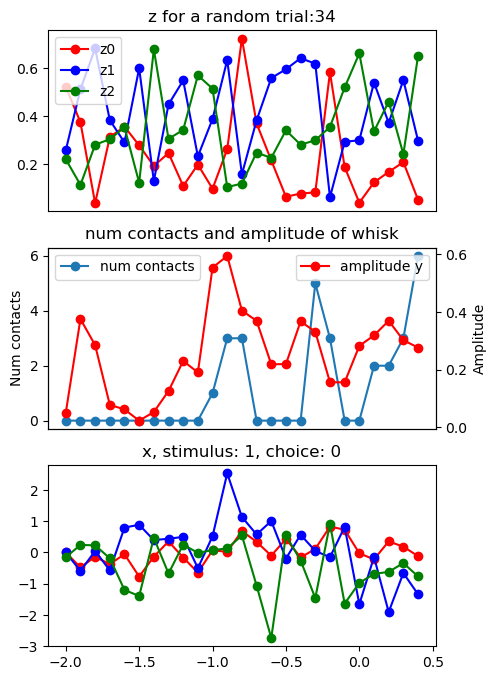 z for a random trial:34
z0
z1
z2
0.6
0.4
0.2
num contacts and amplitude of whisk
num contacts
amplitude y
6
4
2
0
Num contacts
0.6
0.4
0.2
0.0
Amplitude
x, stimulus: 1, choice: 0
2
1
0
−1
−2
−3
−2.0 −1.5 −1.0 −0.5 0.0 0.5